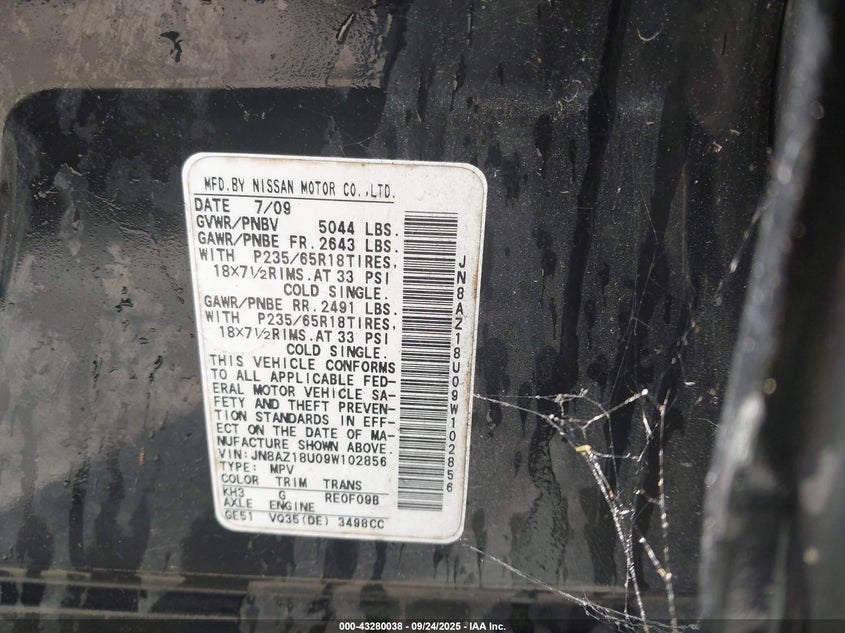 MFD.BY NISSAN MOTOR CO.,LTD.
DATE 7/09
GVWR/PNBV 5044 LBS.
GAWR/PNBE FR.2643 LBS.
WITH P235/65R18TIRES,
18X7½RIMS.AT 33 PSI
COLD SINGLE.
GAWR/PNBE RR.2491 LBS.
WITH P235/65R18TIRES,
18X7½RIMS.AT 33 PSI
COLD SINGLE.
THIS VEHICLE CONFORMS
TO ALL APPLICABLE FED-
ERAL MOTOR VEHICLE SA-
FETY AND THEFT PREVEN-
TION STANDARDS IN EFF-
ECT ON THE DATE OF MA-
NUFACTURE SHOWN ABOVE.
VIN:JN8AZ18U09W102856
TYPE: MPV
COLOR TRIM TRANS
KH3 G RE0F09B
AXLE ENGINE
GE51 VQ35(DE) 3498CC
JN8AZ18U09W102856
000-43280038 - 09/24/2025 - IAA Inc.